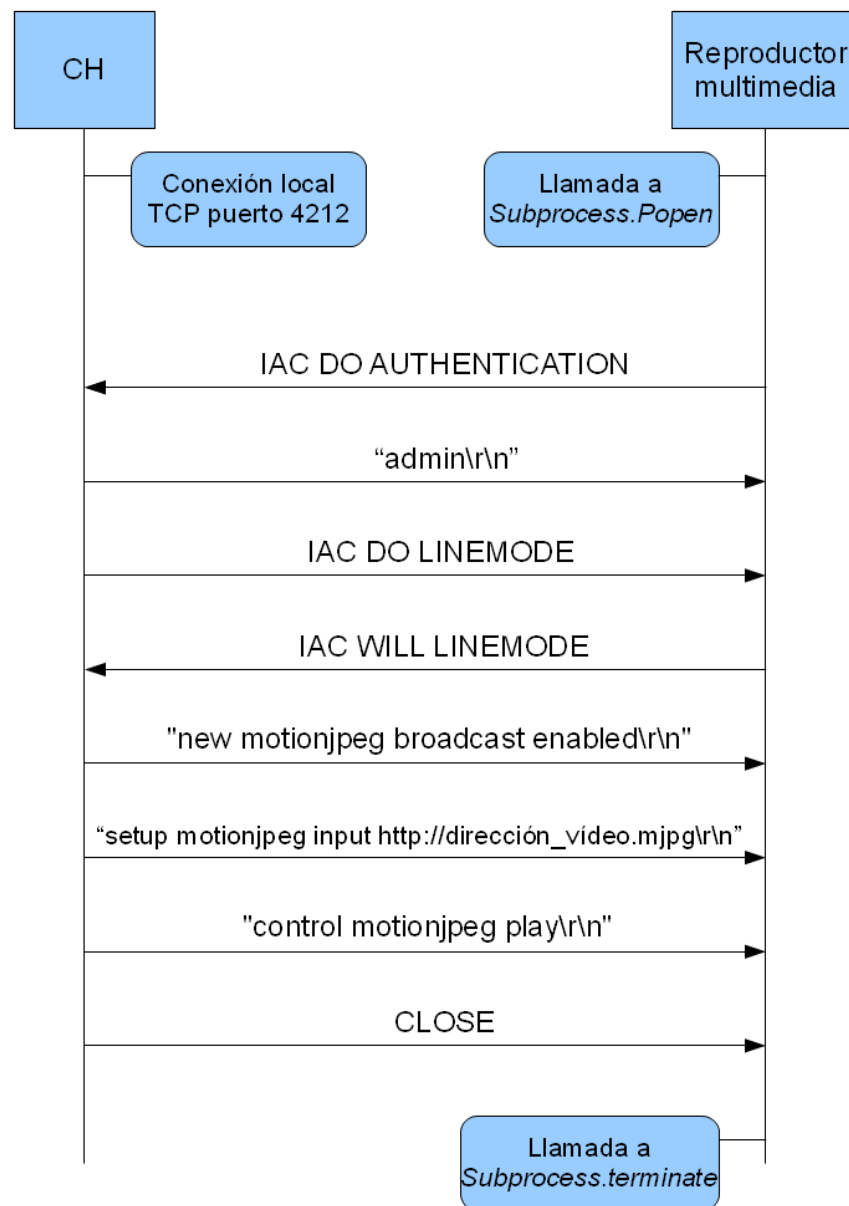 CH
Reproductor
multimedia
Conexión local
TCP puerto 4212
Llamada a
Subprocess.Popen
IAC DO AUTHENTICATION
“admin\r\n”
IAC DO LINEMODE
IAC WILL LINEMODE
"new motionjpeg broadcast enabled\r\n"
“setup motionjpeg input http://dirección_vídeo.mjpg\r\n”
"control motionjpeg play\r\n"
CLOSE
Llamada a
Subprocess.terminate